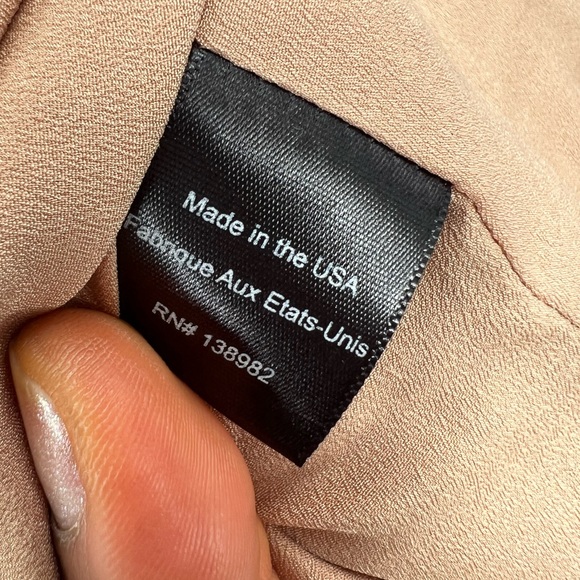 Made in the USA
Fabrique Aux Etats-Unis
RN# 138982